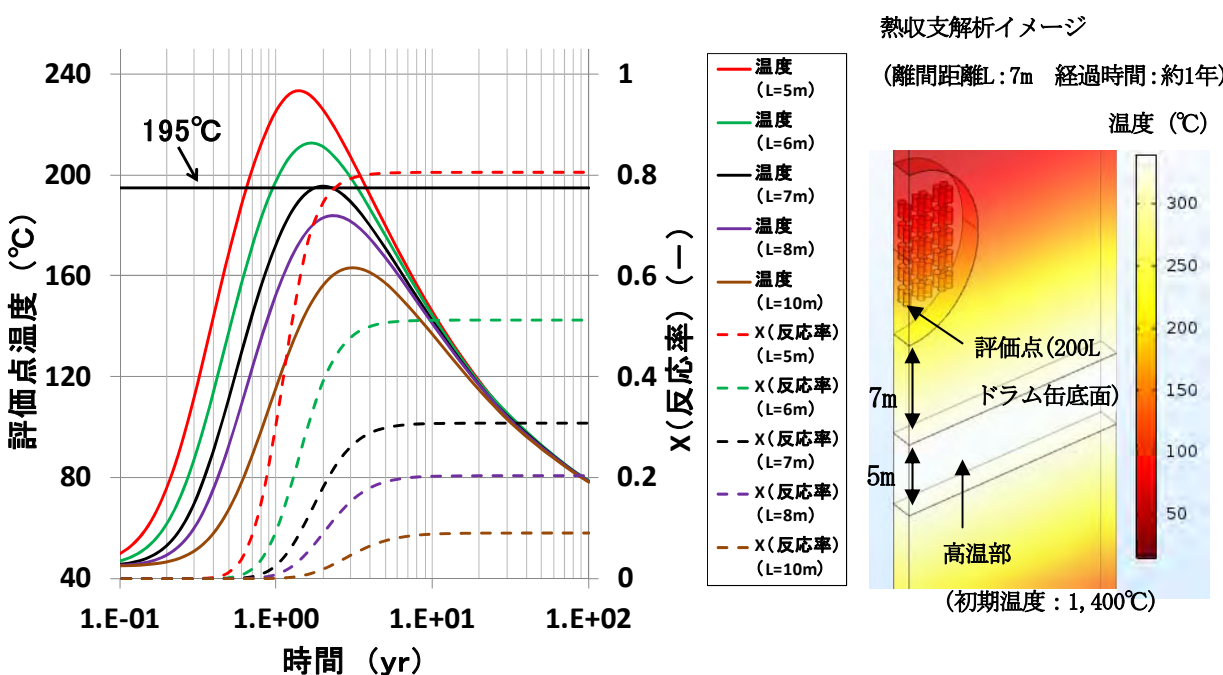 240
200
160
120
80
40
評価点温度（℃）
195℃
1
0.8
0.6
0.4
0.2
0
X(反応率)（—）
1.E-01
1.E+00
1.E+01
1.E+02
時間（yr）
温度
（L=5m）
温度
（L=6m）
温度
（L=7m）
温度
（L=8m）
温度
（L=10m）
X（反応率）
（L=5m）
X（反応率）
（L=6m）
X（反応率）
（L=7m）
X（反応率）
（L=8m）
X（反応率）
（L=10m）
熱収支解析イメージ
（離間距離L：7m　経過時間：約1年）
温度（℃）
300
250
200
150
100
50
評価点(200L
ドラム缶底面)
7m
5m
高温部
(初期温度：1,400℃)